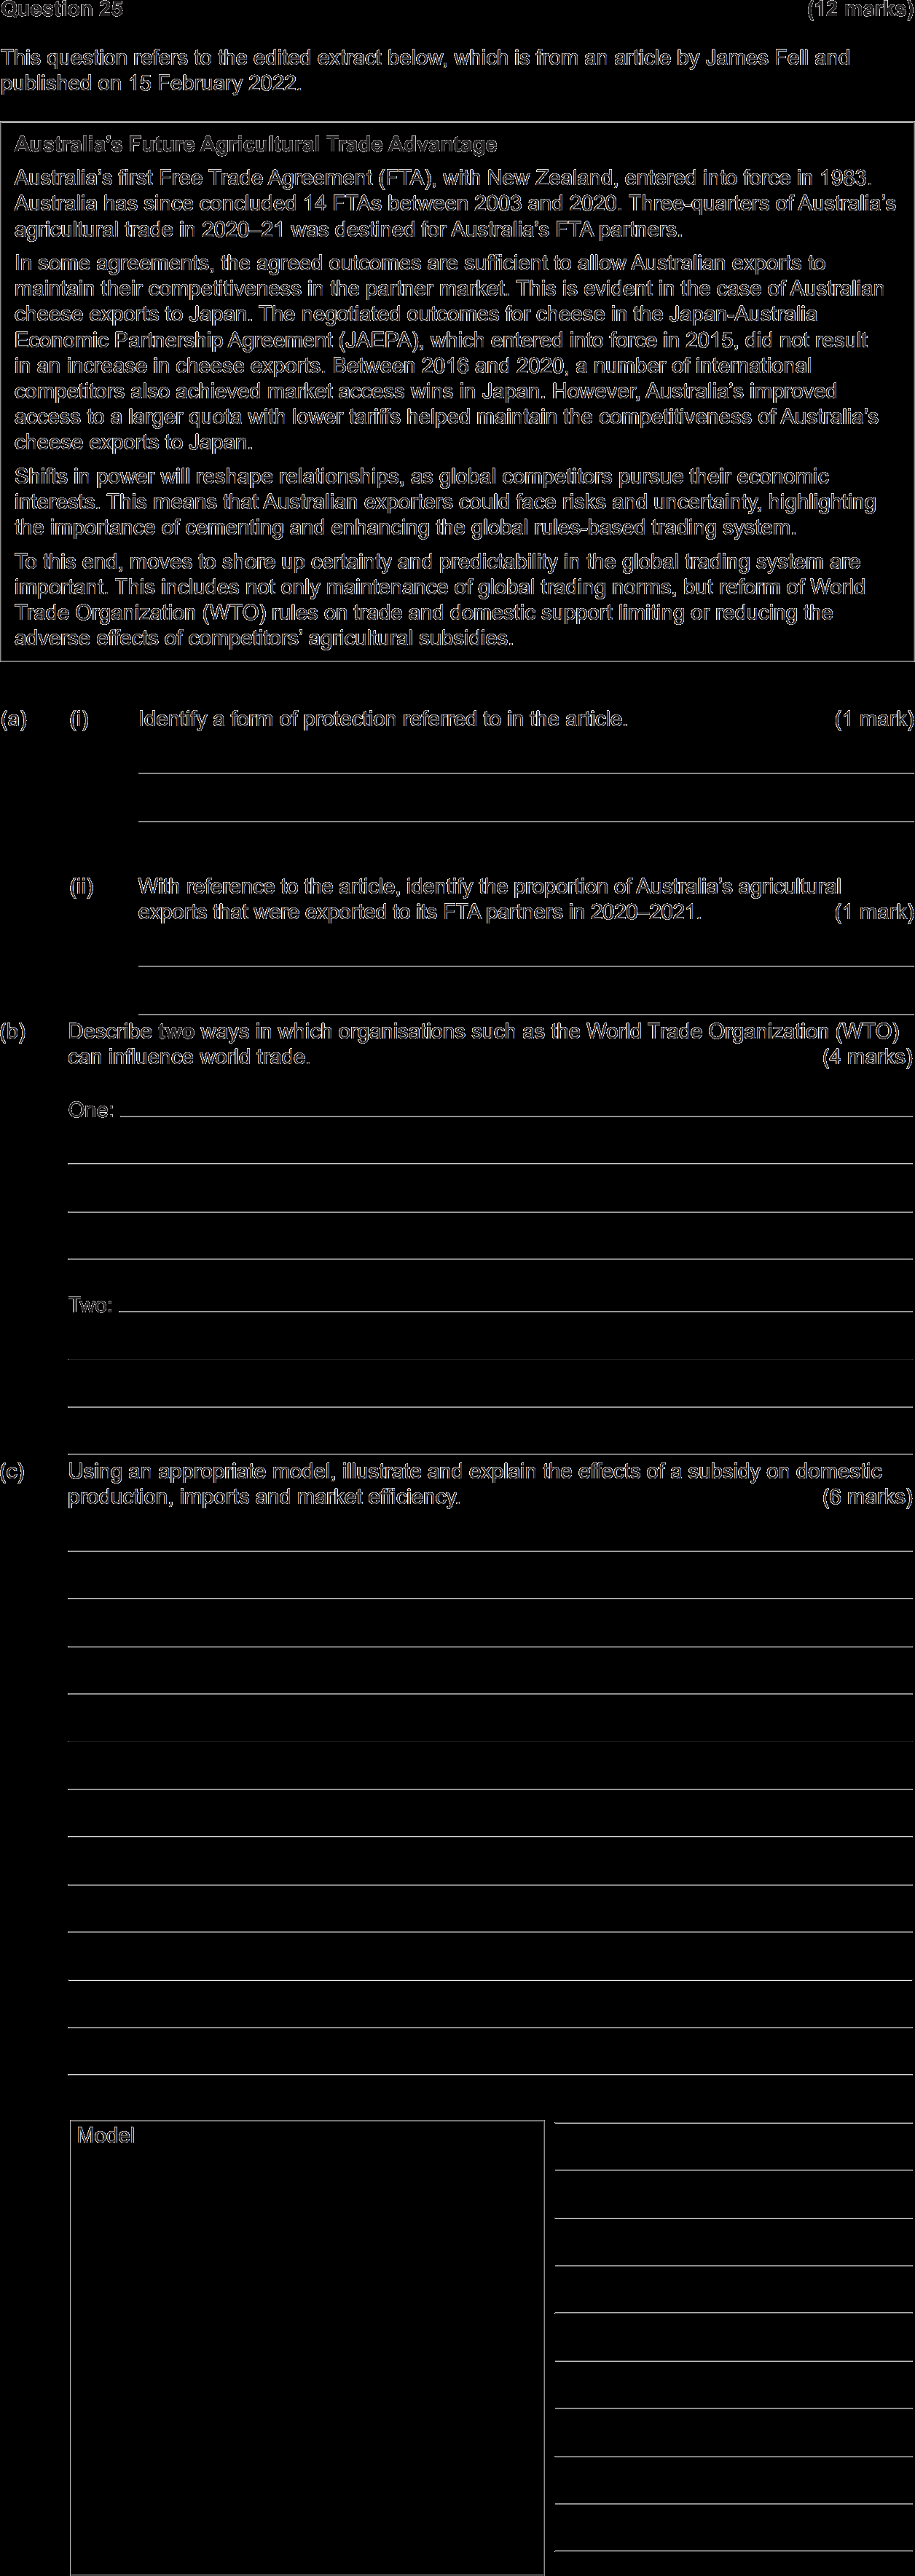 Question 25 (12 marks)
This question refers to the edited extract below, which is from an article by James Fell and
published on 15 February 2022.
Australia's Future Agricultural Trade Advantage
Australia's first Free Trade Agreement (FTA), with New Zealand, entered into force in 1983.
Australia has since concluded 14 FTAs between 2003 and 2020. Three-quarters of Australia's
agricultural trade in 2020–21 was destined for Australia's FTA partners.
In some agreements, the agreed outcomes are sufficient to allow Australian exports to
maintain their competitiveness in the partner market. This is evident in the case of Australian
cheese exports to Japan. The negotiated outcomes for cheese in the Japan-Australia
Economic Partnership Agreement (JAEPA), which entered into force in 2015, did not result
in an increase in cheese exports. Between 2016 and 2020, a number of international
competitors also achieved market access wins in Japan. However, Australia's improved
access to a larger quota with lower tariffs helped maintain the competitiveness of Australia's
cheese exports to Japan.
Shifts in power will reshape relationships, as global competitors pursue their economic
interests. This means that Australian exporters could face risks and uncertainty, highlighting
the importance of cementing and enhancing the global rules-based trading system.
To this end, moves to shore up certainty and predictability in the global trading system are
important. This includes not only maintenance of global trading norms, but reform of World
Trade Organization (WTO) rules on trade and domestic support limiting or reducing the
adverse effects of competitors' agricultural subsidies.
(a) (i) Identify a form of protection referred to in the article. (1 mark)
(ii) With reference to the article, identify the proportion of Australia's agricultural
exports that were exported to its FTA partners in 2020–2021. (1 mark)
(b) Describe two ways in which organisations such as the World Trade Organization (WTO)
can influence world trade. (4 marks)
One:
Two:
(c) Using an appropriate model, illustrate and explain the effects of a subsidy on domestic
production, imports and market efficiency. (6 marks)
Model